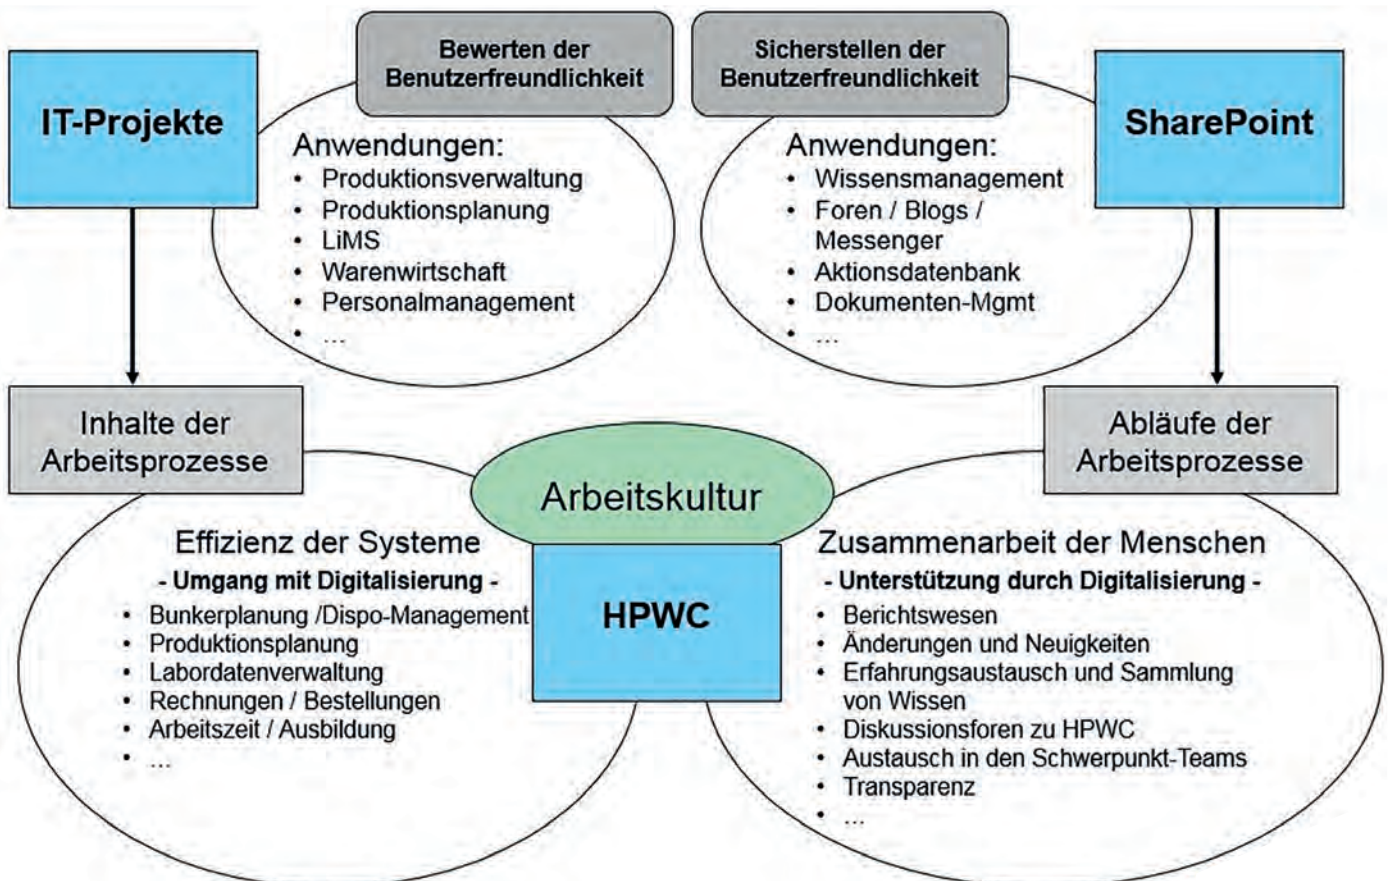 IT-Projekte
Bewerten der
Benutzerfreundlichkeit
Anwendungen:
• Produktionsverwaltung
• Produktionsplanung
• LiMS
• Warenwirtschaft
• Personalmanagement
• ...
Sicherstellen der
Benutzerfreundlichkeit
SharePoint
Anwendungen:
• Wissensmanagement
• Foren / Blogs /
Messenger
• Aktionsdatenbank
• Dokumenten-Mgmt
• ...
Inhalte der
Arbeitsprozesse
Arbeitskultur
HPWC
Abläufe der
Arbeitsprozesse
Effizienz der Systeme
- Umgang mit Digitalisierung -
• Bunkerplanung /Dispo-Management
• Produktionsplanung
• Labordatenverwaltung
• Rechnungen / Bestellungen
• Arbeitszeit / Ausbildung
• ...
Zusammenarbeit der Menschen
- Unterstützung durch Digitalisierung -
• Berichtswesen
• Änderungen und Neuigkeiten
• Erfahrungsaustausch und Sammlung
von Wissen
• Diskussionsforen zu HPWC
• Austausch in den Schwerpunkt-Teams
• Transparenz
• ...